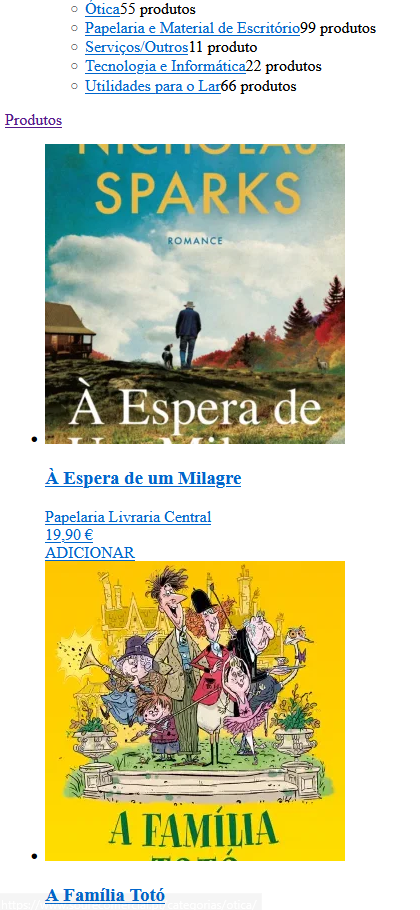 Ótica55 produtos
Papelaria e Material de Escritório99 produtos
Serviços/Outros11 produto
Tecnologia e Informática22 produtos
Utilidades para o Lar66 produtos
Produtos
NICHOLAS
SPARKS
ROMANCE
À Espera de
À Espera de um Milagre
Papelaria Livraria Central
19,90 €
ADICIONAR
A FAMÍLIA
TOTÓ
A Família Totó